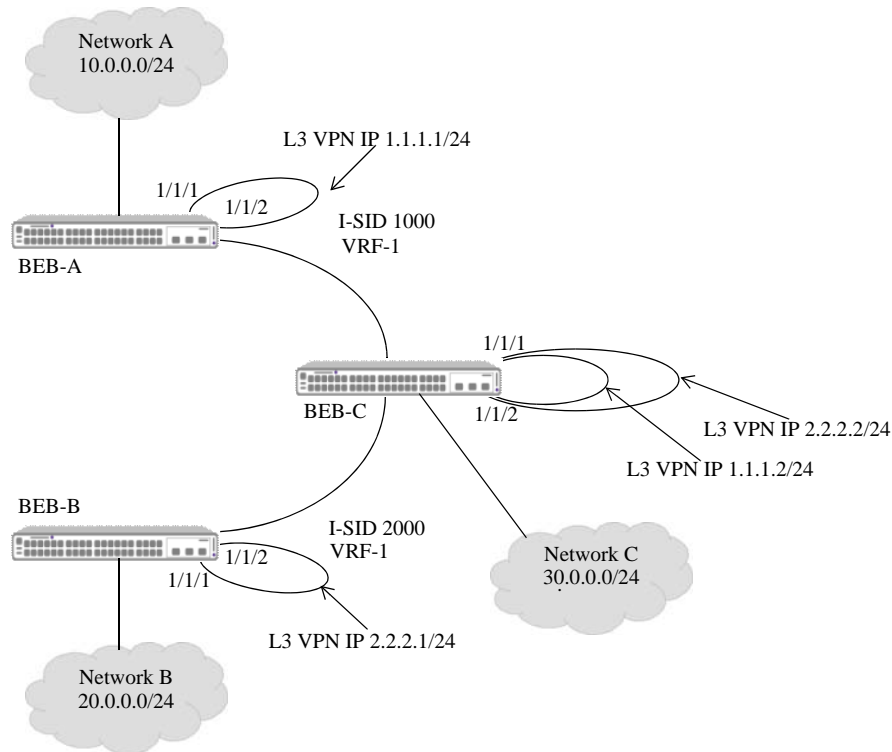 Network A
10.0.0.0/24
L3 VPN IP 1.1.1.1/24
1/1/1
1/1/2
I-SID 1000
VRF-1
BEB-A
1/1/1
BEB-C
1/1/2
L3 VPN IP 2.2.2.2/24
L3 VPN IP 1.1.1.2/24
BEB-B
I-SID 2000
VRF-1
1/1/2
1/1/1
Network C
30.0.0.0/24
L3 VPN IP 2.2.2.1/24
Network B
20.0.0.0/24